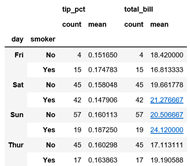 tip_pct total_bill
count mean count mean
day smoker
Fri No 4 0.151650 4 18.420000
Yes 15 0.174783 15 16.813333
Sat No 45 0.158048 45 19.661778
Yes 42 0.147906 42 21.276667
Sun No 57 0.160113 57 20.506667
Yes 19 0.187250 19 24.120000
Thur No 45 0.160298 45 17.113111
Yes 17 0.163863 17 19.190588